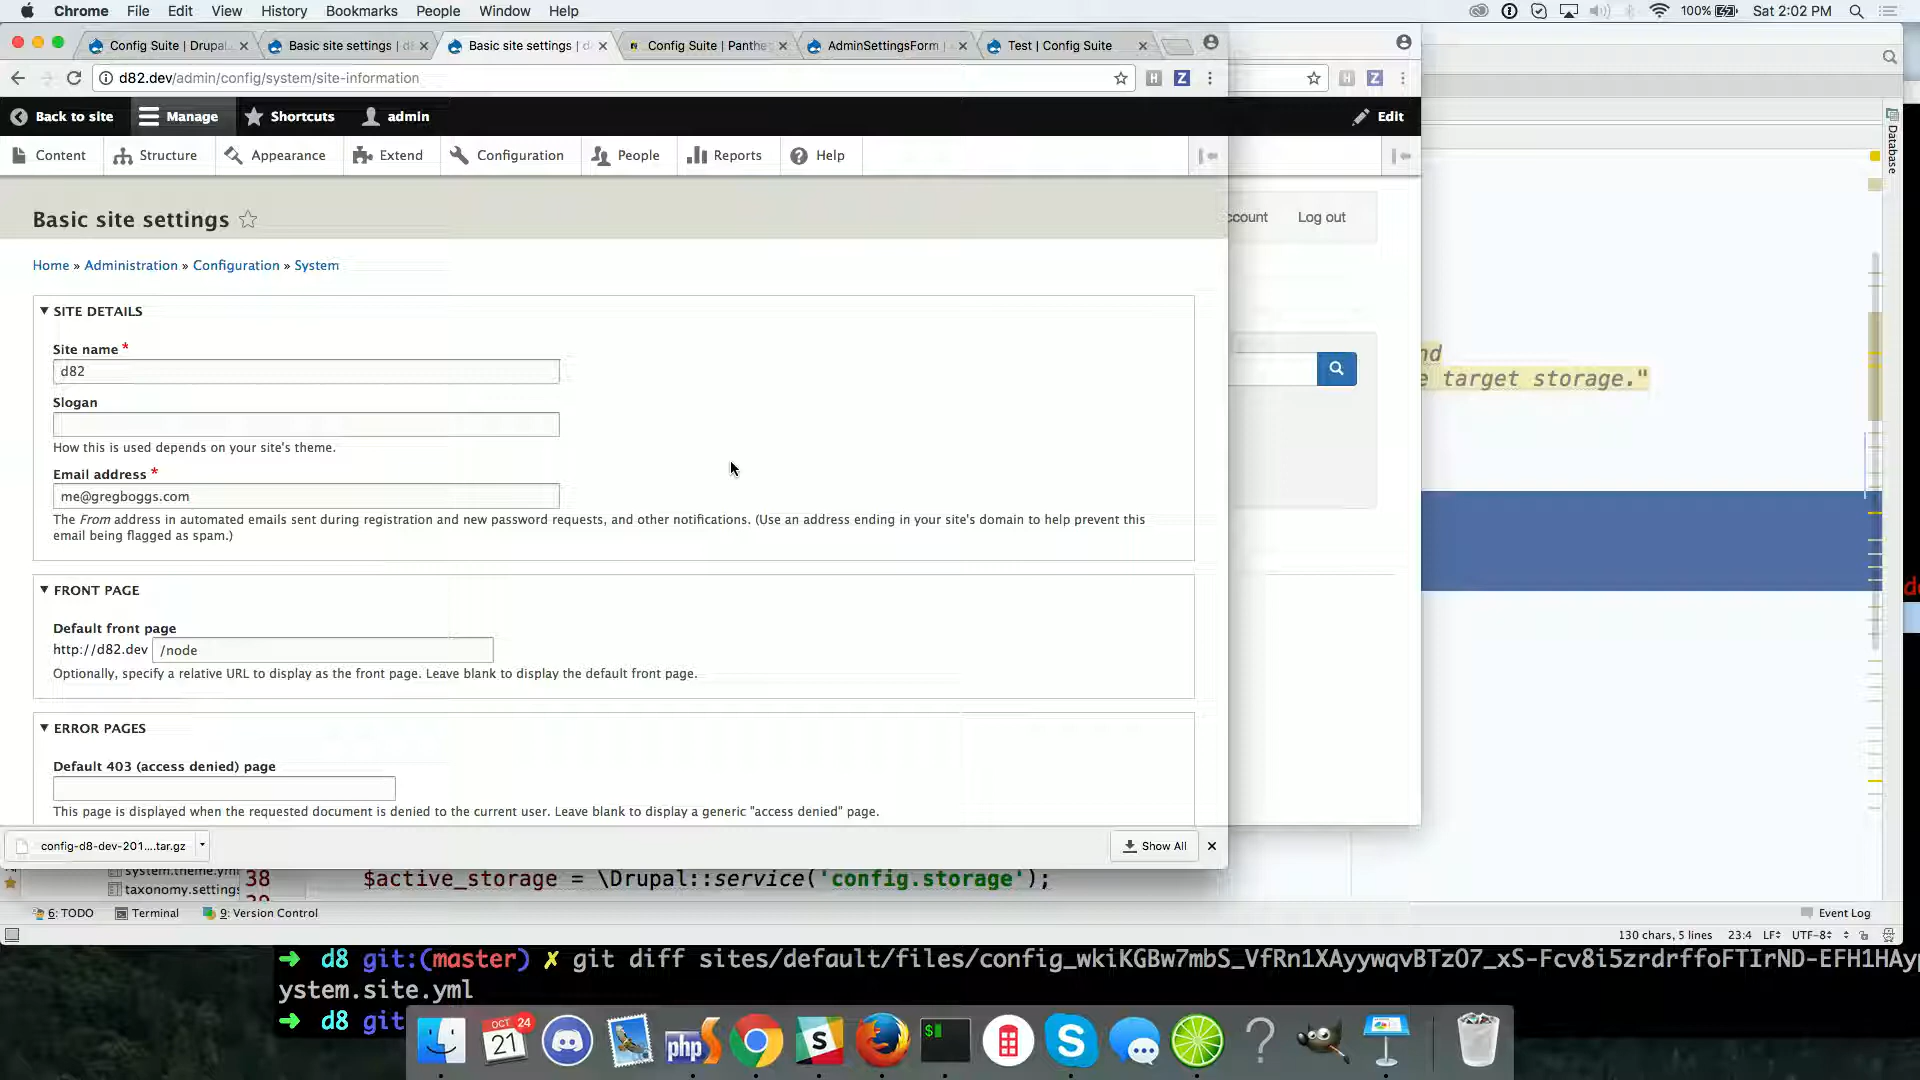 Chrome File Edit View History Bookmarks People Window Help 100% Sat 2:02 PM
Config Suite | Drupal Basic site settings | d Basic site settings | d Config Suite | Panthe AdminSettingsForm | Test | Config Suite
d82.dev/admin/config/system/site-information H Z H Z
Back to site Manage Shortcuts admin Edit
Content Structure Appearance Extend Configuration People Reports Help
Database
Basic site settings
ccount Log out
Home » Administration » Configuration » System
SITE DETAILS
Site name *
d82
nd
e target storage."
Slogan
How this is used depends on your site's theme.
Email address *
me@gregboggs.com
The From address in automated emails sent during registration and new password requests, and other notifications. (Use an address ending in your site's domain to help prevent this
email being flagged as spam.)
FRONT PAGE
Default front page
http://d82.dev /node
Optionally, specify a relative URL to display as the front page. Leave blank to display the default front page.
ERROR PAGES
Default 403 (access denied) page
This page is displayed when the requested document is denied to the current user. Leave blank to display a generic "access denied" page.
config-d8-dev-201....tar.gz Show All
system.theme.yml
38 $active_storage = \Drupal::service('config.storage');
taxonomy.settings
6: TODO Terminal 9: Version Control Event Log
130 chars, 5 lines 23:4 LF UTF-8
d8 git:(master) ✗ git diff sites/default/files/config_wkiKGBw7mbS_VfRn1XAyywqvBTzO7_xS-Fcv8i5zrdrffoFTIrND-EFH1HAyp
ystem.site.yml
d8 git
OCT 24
21
php S
S
$
S
?